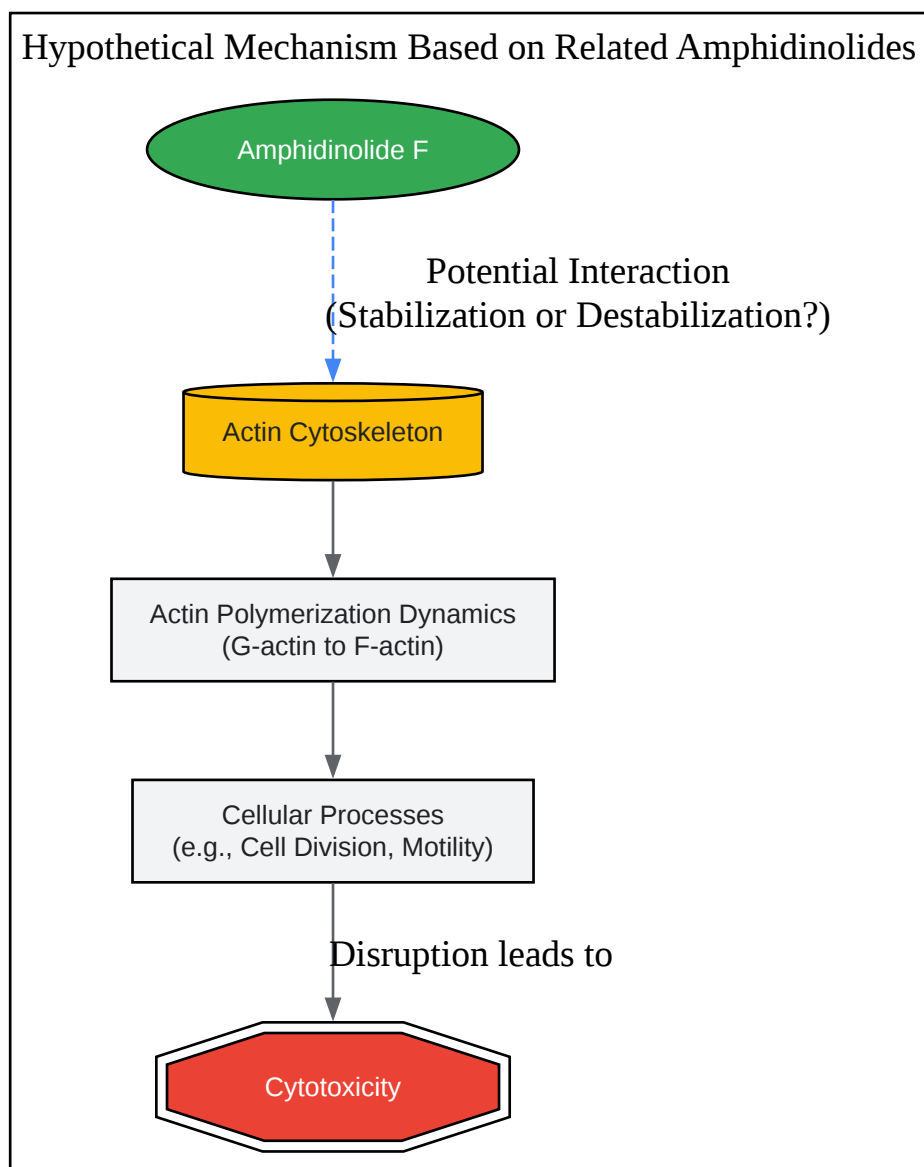 Hypothetical Mechanism Based on Related Amphidinolides
Amphidinolide F
Potential Interaction
(Stabilization or Destabilization?)
Actin Cytoskeleton
Actin Polymerization Dynamics
(G-actin to F-actin)
Cellular Processes
(e.g., Cell Division, Motility)
Disruption leads to
Cytotoxicity